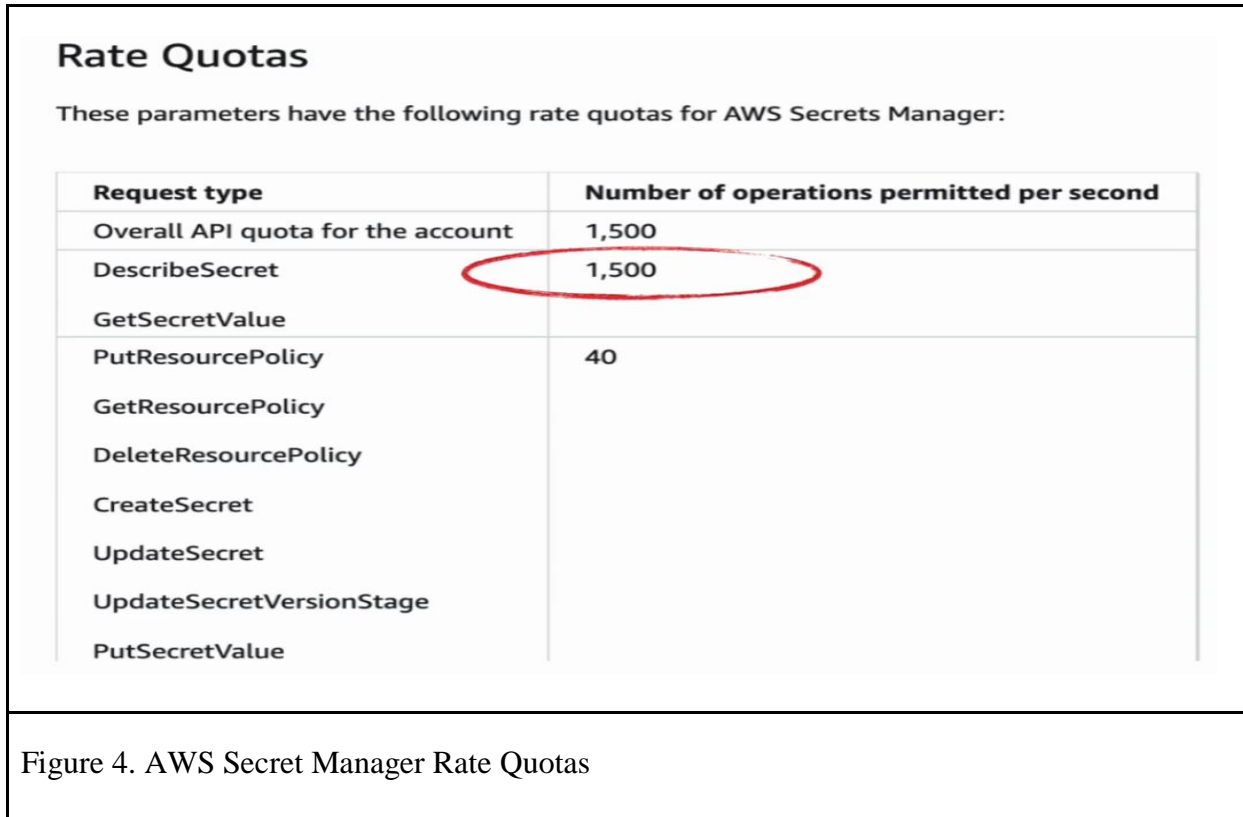 Rate Quotas
These parameters have the following rate quotas for AWS Secrets Manager:
Request type Number of operations permitted per second
Overall API quota for the account 1,500
DescribeSecret 1,500
GetSecretValue
PutResourcePolicy 40
GetResourcePolicy
DeleteResourcePolicy
CreateSecret
UpdateSecret
UpdateSecretVersionStage
PutSecretValue
Figure 4. AWS Secret Manager Rate Quotas